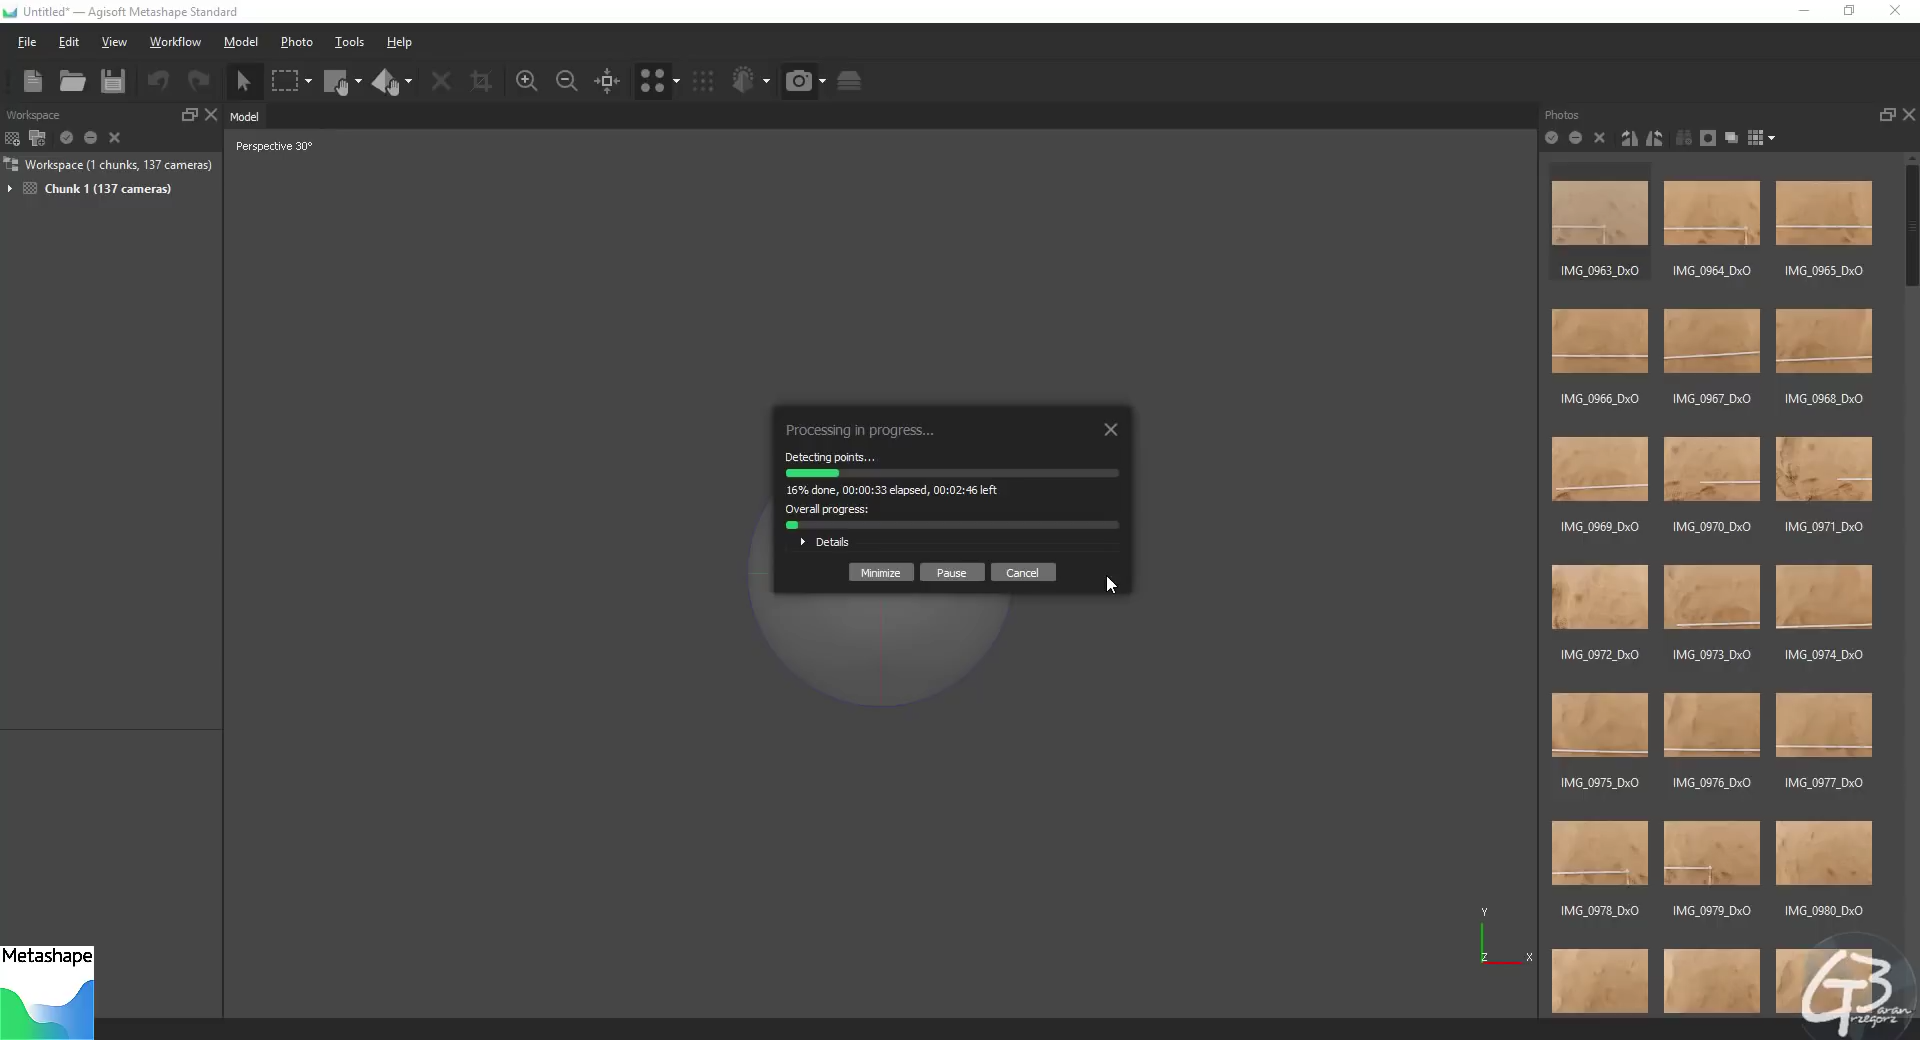 Untitled* — Agisoft Metashape Standard
File Edit View Workflow Model Photo Tools Help
Workspace
Workspace (1 chunks, 137 cameras)
Chunk 1 (137 cameras)
Model
Perspective 30°
Processing in progress...
Detecting points...
16% done, 00:00:33 elapsed, 00:02:46 left
Overall progress:
Details
Minimize Pause Cancel
Y
Z X
Photos
IMG_0963_DxO IMG_0964_DxO IMG_0965_DxO
IMG_0966_DxO IMG_0967_DxO IMG_0968_DxO
IMG_0969_DxO IMG_0970_DxO IMG_0971_DxO
IMG_0972_DxO IMG_0973_DxO IMG_0974_DxO
IMG_0975_DxO IMG_0976_DxO IMG_0977_DxO
IMG_0978_DxO IMG_0979_DxO IMG_0980_DxO
Metashape
GB
aran
rzegorz